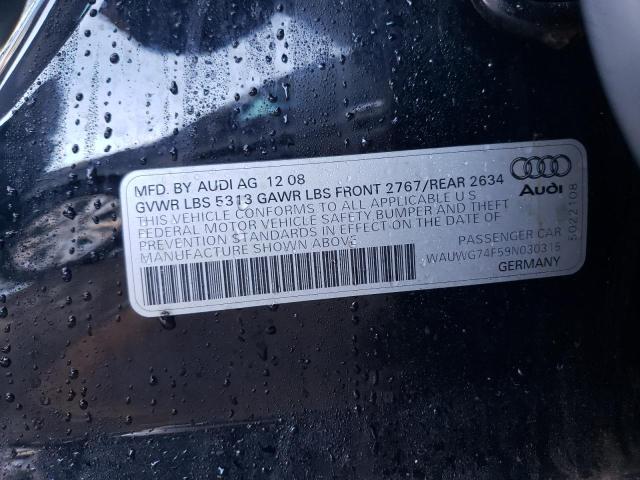 MFD. BY AUDI AG 12 08
GVWR LBS 5313 GAWR LBS FRONT 2767/REAR 2634
THIS VEHICLE CONFORMS TO ALL APPLICABLE U S
FEDERAL MOTOR VEHICLE SAFETY BUMPER AND THEFT
PREVENTION STANDARDS IN EFFECT ON THE DATE OF
MANUFACTURE SHOWN ABOVE
Audi
5022108
PASSENGER CAR
WAUWG74F59N030315
GERMANY